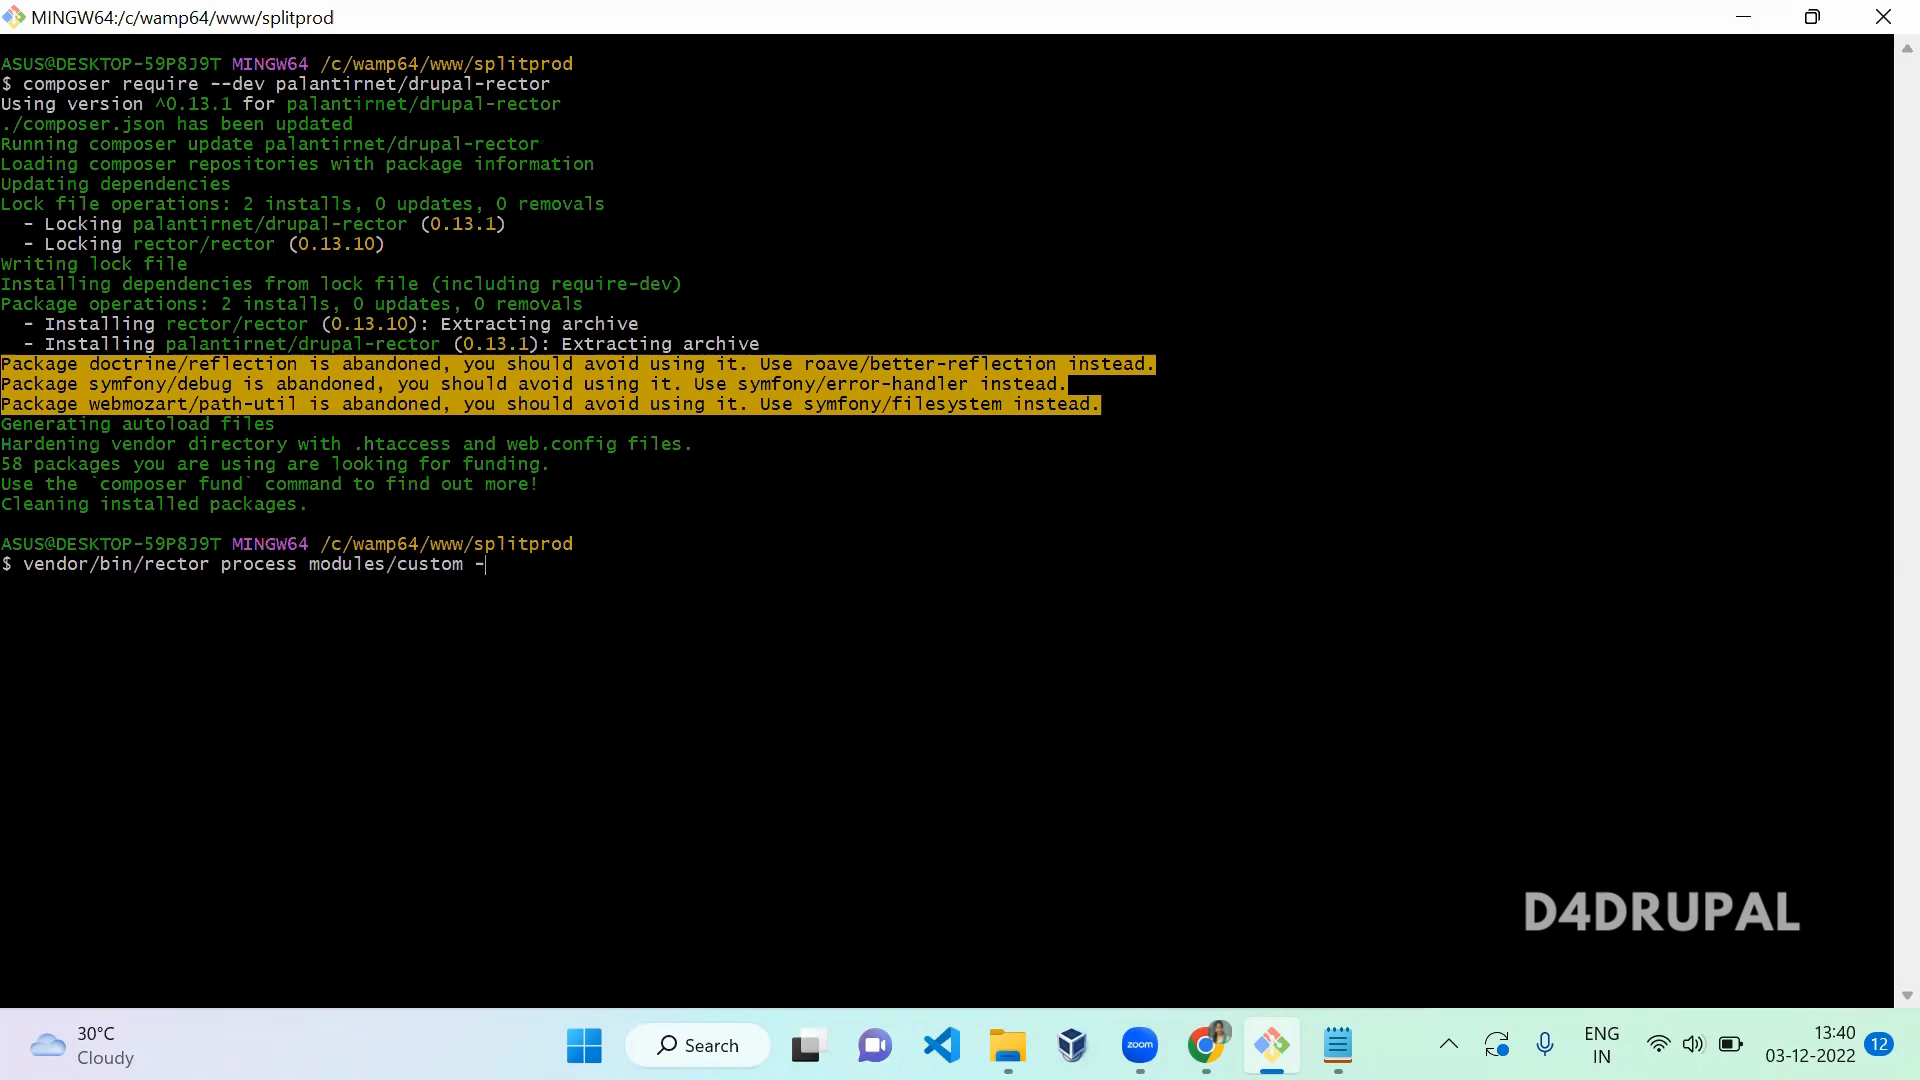 MINGW64:/c/wamp64/www/splitprod
ASUS@DESKTOP-59P8J9T MINGW64 /c/wamp64/www/splitprod
$ composer require --dev palantirnet/drupal-rector
Using version ^0.13.1 for palantirnet/drupal-rector
./composer.json has been updated
Running composer update palantirnet/drupal-rector
Loading composer repositories with package information
Updating dependencies
Lock file operations: 2 installs, 0 updates, 0 removals
  - Locking palantirnet/drupal-rector (0.13.1)
  - Locking rector/rector (0.13.10)
Writing lock file
Installing dependencies from lock file (including require-dev)
Package operations: 2 installs, 0 updates, 0 removals
  - Installing rector/rector (0.13.10): Extracting archive
  - Installing palantirnet/drupal-rector (0.13.1): Extracting archive
Package doctrine/reflection is abandoned, you should avoid using it. Use roave/better-reflection instead.
Package symfony/debug is abandoned, you should avoid using it. Use symfony/error-handler instead.
Package webmozart/path-util is abandoned, you should avoid using it. Use symfony/filesystem instead.
Generating autoload files
Hardening vendor directory with .htaccess and web.config files.
58 packages you are using are looking for funding.
Use the `composer fund` command to find out more!
Cleaning installed packages.
ASUS@DESKTOP-59P8J9T MINGW64 /c/wamp64/www/splitprod
$ vendor/bin/rector process modules/custom -
D4DRUPAL
30°C
Cloudy
Search
zoom
ENG
IN
13:40
03-12-2022
12